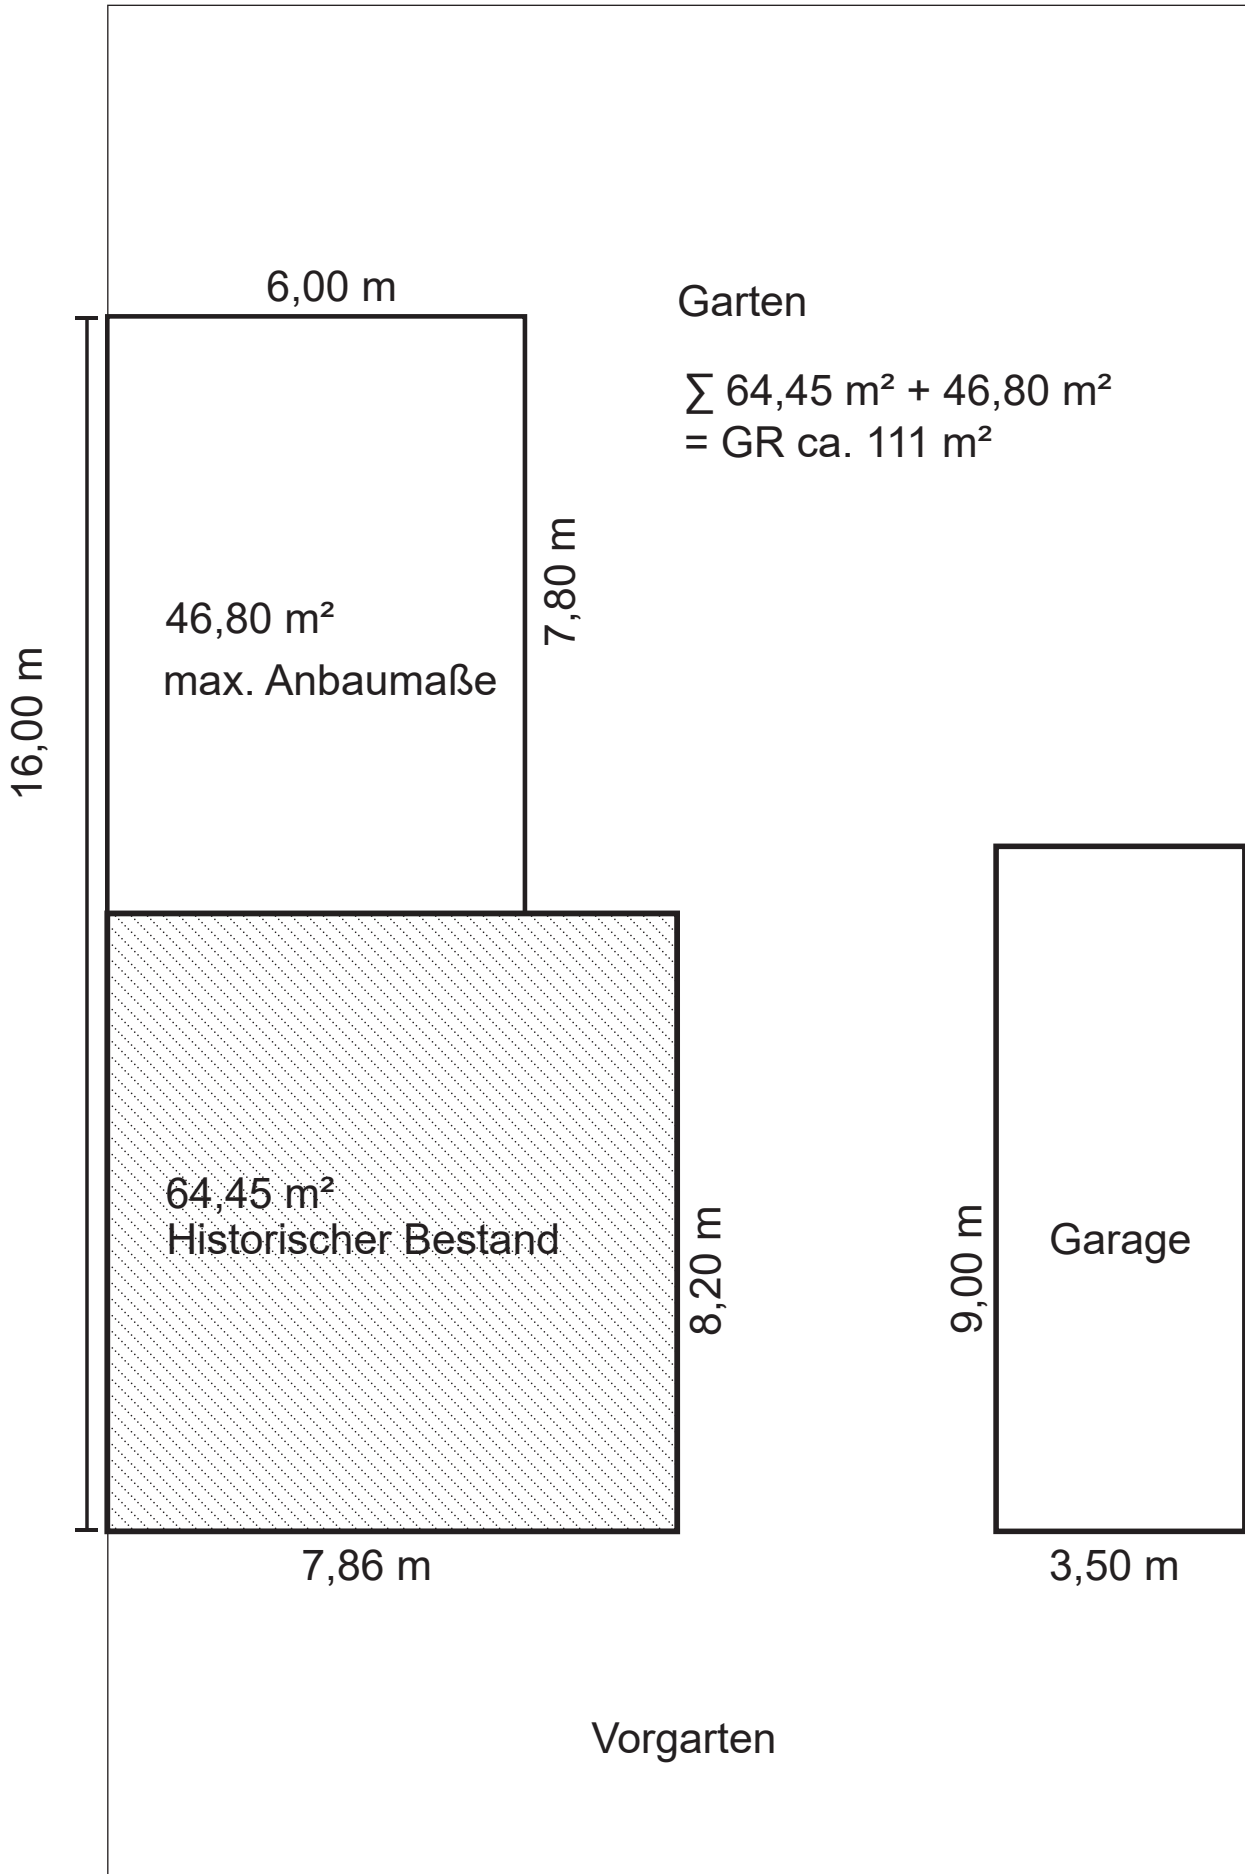 6,00 m
Garten
∑ 64,45 m² + 46,80 m²
= GR ca. 111 m²
7,80 m
46,80 m²
max. Anbaumaße
16,00 m
64,45 m²
Historischer Bestand
8,20 m
9,00 m
Garage
7,86 m
3,50 m
Vorgarten